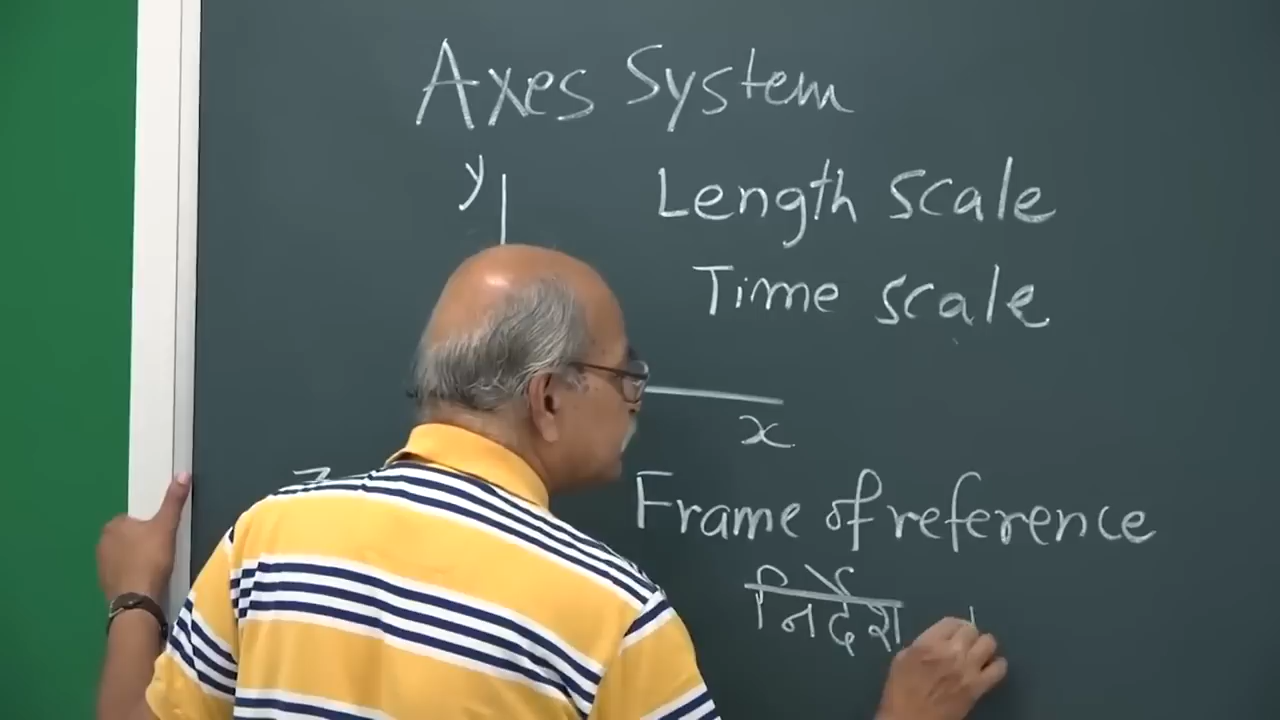 Axes System
y
Length scale
Time scale
x
z
Frame of reference
निर्देश